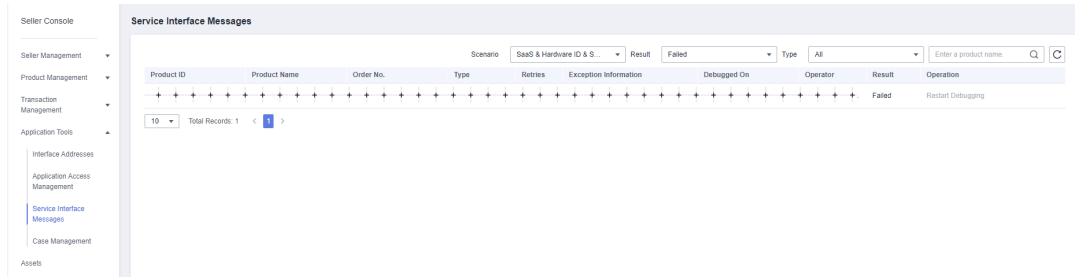 Seller Console
Service Interface Messages
Seller Management
Product Management
Transaction
Management
Application Tools
Interface Addresses
Application Access
Management
Service Interface
Messages
Case Management
Assets
Scenario SaaS & Hardware ID & S... Result Failed Type All Enter a product name.
Product ID Product Name Order No. Type Retries Exception Information Debugged On Operator Result Operation
Failed Restart Debugging
10 Total Records: 1 < 1 >